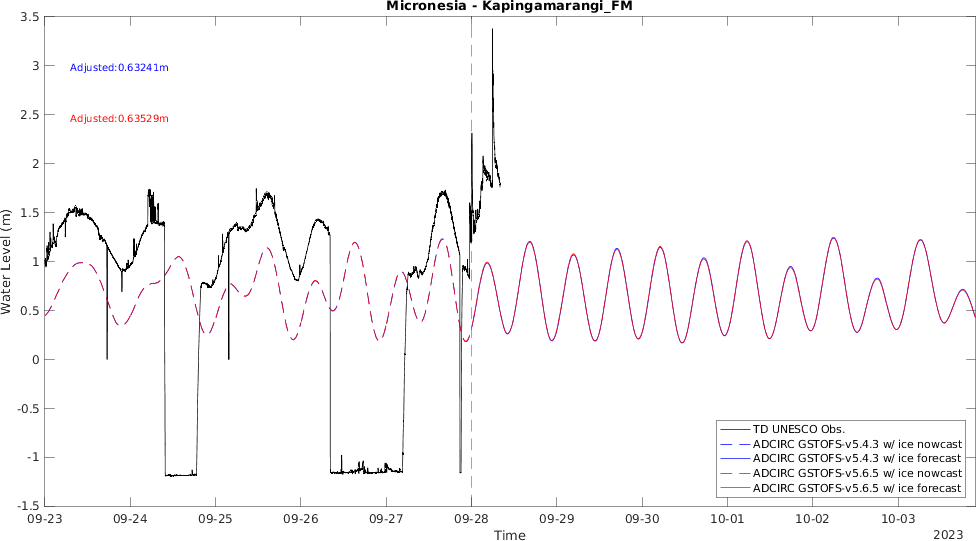 Micronesia - Kapingamarangi_FM
3.5
3
2.5
2
1.5
1
0.5
0
-0.5
-1
-1.5
Water Level (m)
Adjusted:0.63241m
Adjusted:0.63529m
TD UNESCO Obs.
ADCIRC GSTOFS-v5.4.3 w/ ice nowcast
ADCIRC GSTOFS-v5.4.3 w/ ice forecast
ADCIRC GSTOFS-v5.6.5 w/ ice nowcast
ADCIRC GSTOFS-v5.6.5 w/ ice forecast
09-23 09-24 09-25 09-26 09-27 09-28 09-29 09-30 10-01 10-02 10-03
Time
2023